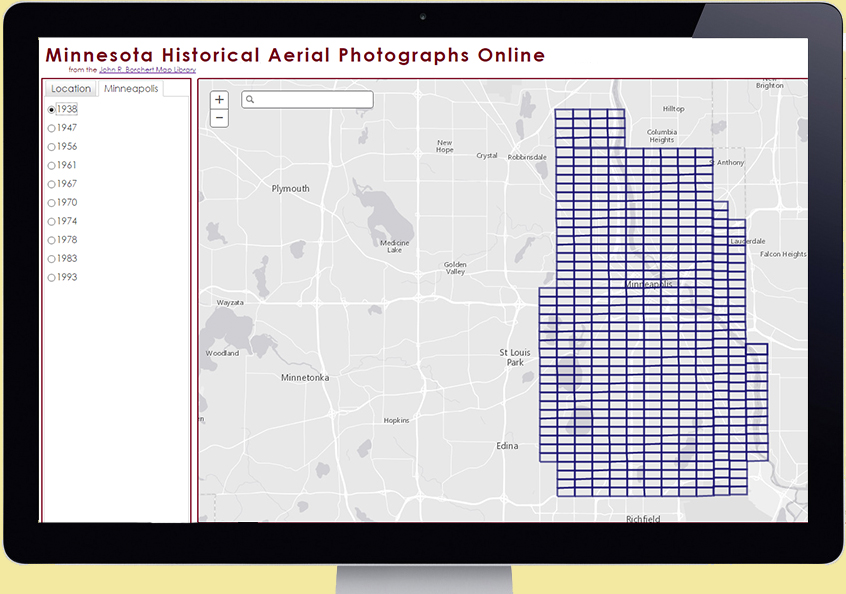 Minnesota Historical Aerial Photographs Online
from the John R. Borchert Map Library
Location
Minneapolis
1938
1947
1956
1961
1967
1970
1974
1978
1983
1993
+
−
New
Brighton
Hilltop
Columbia
Heights
New
Hope
Crystal
Robbinsdale
St Anthony
Plymouth
Medicine
Lake
Lauderdale
Falcon Heights
Golden
Valley
Minneapolis
Wayzata
Woodland
St Louis
Park
Minnetonka
Hopkins
Edina
Richfield